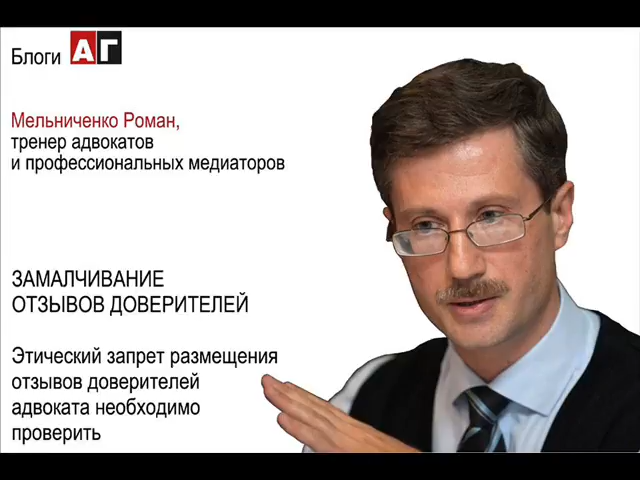 Блоги АГ
Мельниченко Роман,
тренер адвокатов
и профессиональных медиаторов
ЗАМАЛЧИВАНИЕ
ОТЗЫВОВ ДОВЕРИТЕЛЕЙ
Этический запрет размещения
отзывов доверителей
адвоката необходимо
проверить